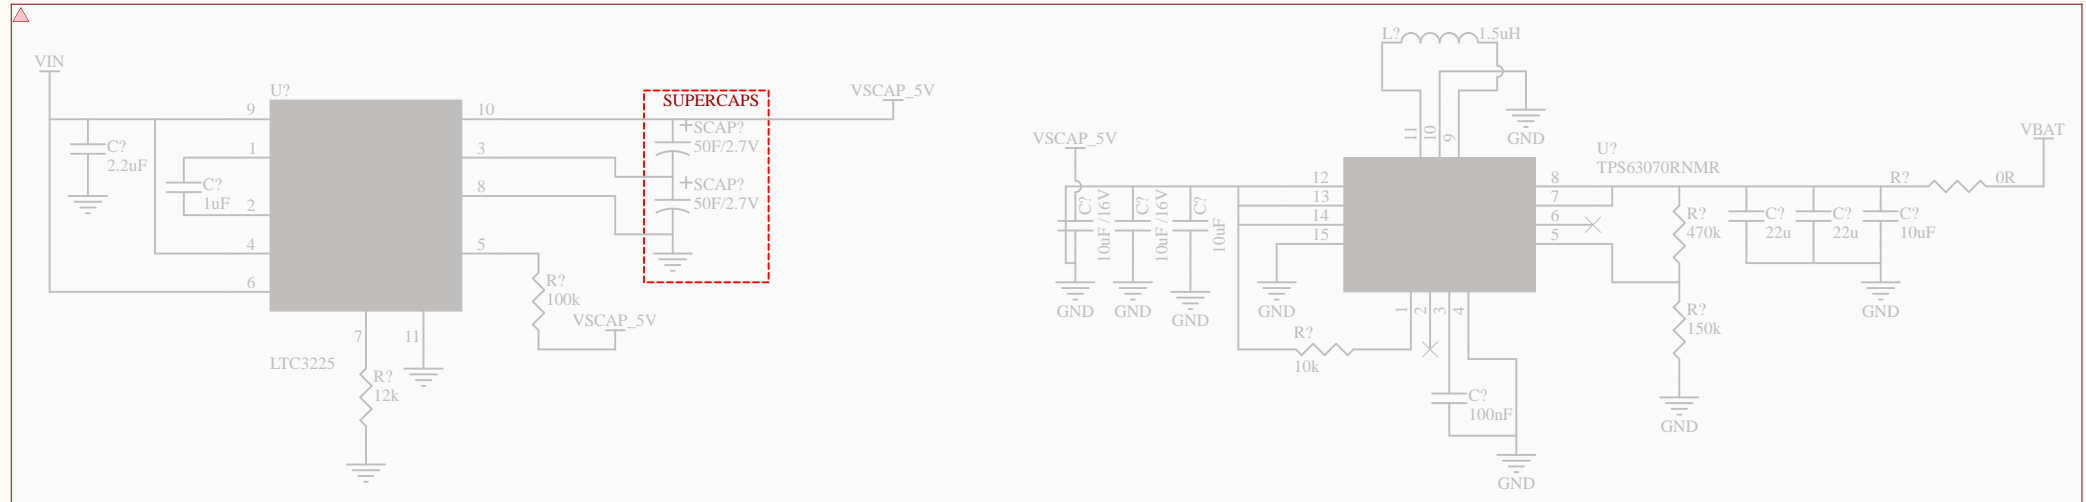 VIN
U?
9
1
2
4
6
10
3
8
5
7
11
LTC3225
C?
2.2uF
C?
1uF
R?
12k
SUPERCAPS
+SCAP?
50F/2.7V
+SCAP?
50F/2.7V
VSCAP_5V
R?
100k
VSCAP_5V
L?
1.5uH
GND
VSCAP_5V
C?
10uF/16V
C?
10uF/16V
C?
10uF
GND
GND
GND
GND
12
13
14
15
11
10
9
U?
TPS63070RNMR
8
7
6
5
1
2
3
4
R?
10k
C?
100nF
GND
R?
470k
R?
150k
GND
C?
22u
C?
22u
C?
10uF
GND
R?
0R
VBAT